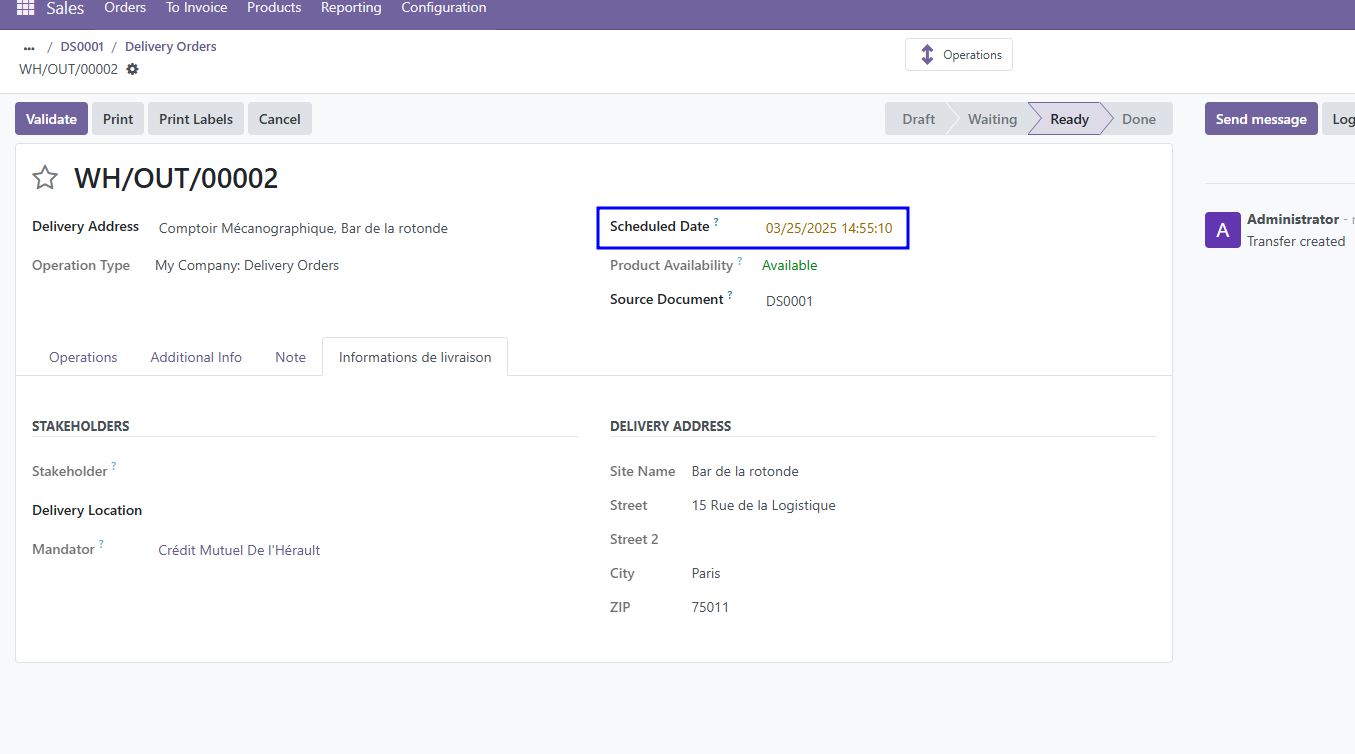 Sales Orders To Invoice Products Reporting Configuration
... / DS0001 / Delivery Orders
WH/OUT/00002
Operations
Validate Print Print Labels Cancel
Draft Waiting Ready Done
Send message Log
WH/OUT/00002
Delivery Address Comptoir Mécanographique, Bar de la rotonde
Scheduled Date ? 03/25/2025 14:55:10
Operation Type My Company: Delivery Orders
Product Availability ? Available
Source Document ? DS0001
A Administrator -
Transfer created
Operations Additional Info Note Informations de livraison
STAKEHOLDERS
Stakeholder ?
Delivery Location
Mandator ? Crédit Mutuel De l'Hérault
DELIVERY ADDRESS
Site Name Bar de la rotonde
Street 15 Rue de la Logistique
Street 2
City Paris
ZIP 75011